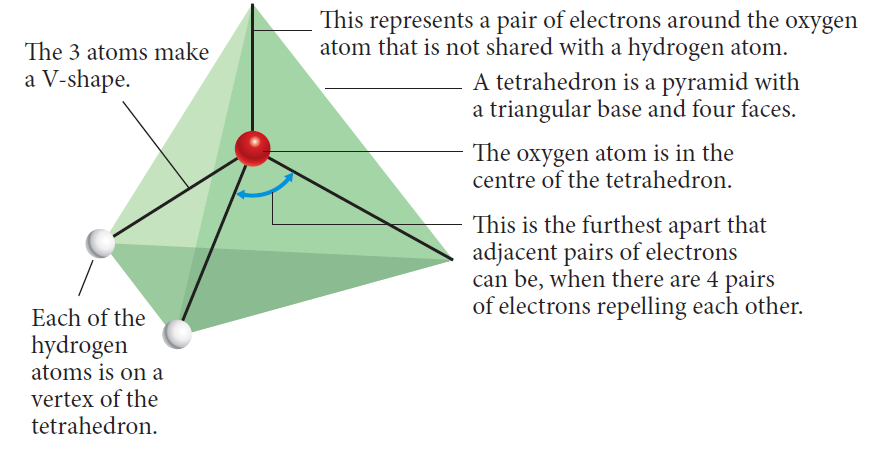 The 3 atoms make
a V-shape.
This represents a pair of electrons around the oxygen
atom that is not shared with a hydrogen atom.
A tetrahedron is a pyramid with
a triangular base and four faces.
The oxygen atom is in the
centre of the tetrahedron.
This is the furthest apart that
adjacent pairs of electrons
can be, when there are 4 pairs
of electrons repelling each other.
Each of the
hydrogen
atoms is on a
vertex of the
tetrahedron.